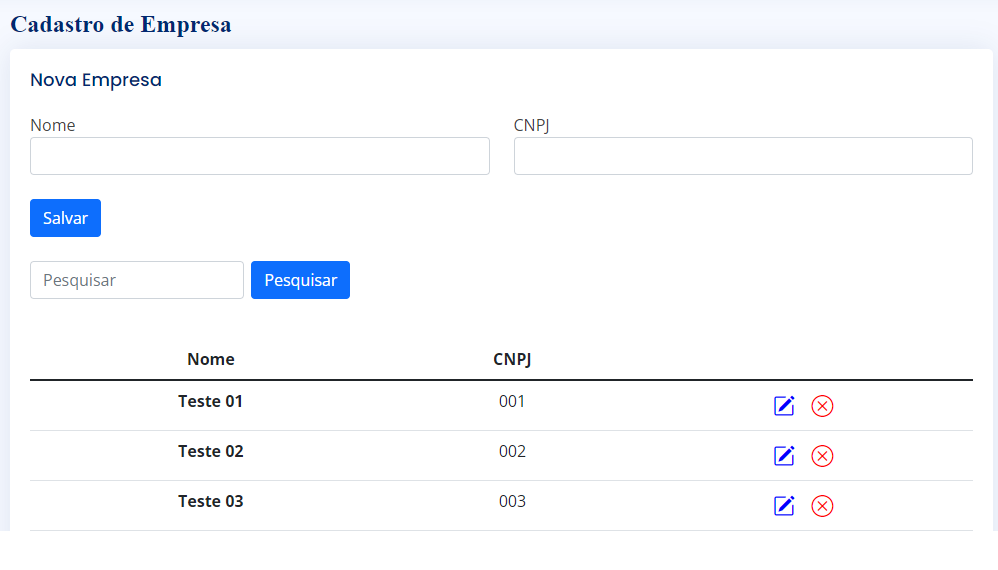 Cadastro de Empresa
Nova Empresa
Nome CNPJ
Salvar
Pesquisar Pesquisar
Nome CNPJ
Teste 01 001
Teste 02 002
Teste 03 003